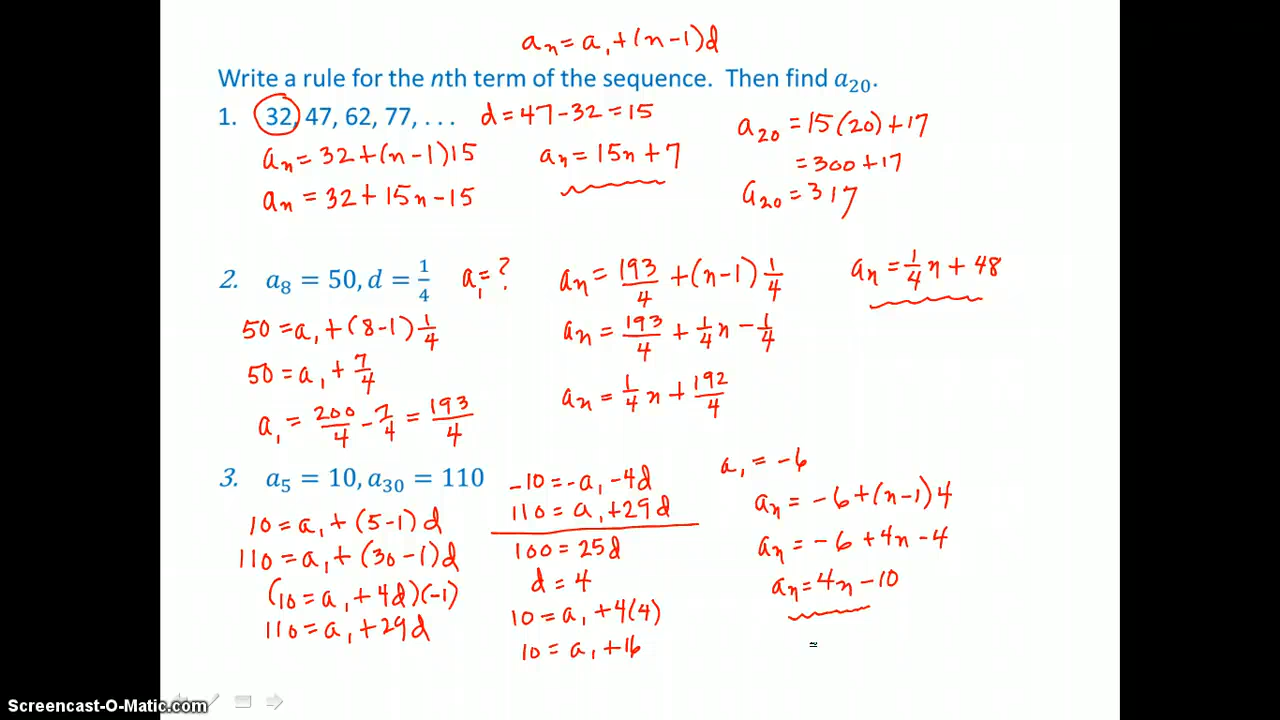 aₙ = a₁ + (n - 1)d
Write a rule for the nth term of the sequence. Then find a₂₀.
1. 32, 47, 62, 77, . . .
d = 47 - 32 = 15
aₙ = 32 + (n - 1)15
aₙ = 32 + 15n - 15
aₙ = 15n + 7
a₂₀ = 15(20) + 17
= 300 + 17
a₂₀ = 317
2. a₈ = 50, d = 1/4
a₁ = ?
50 = a₁ + (8 - 1) 1/4
50 = a₁ + 7/4
a₁ = 200/4 - 7/4 = 193/4
aₙ = 193/4 + (n - 1) 1/4
aₙ = 193/4 + 1/4 n - 1/4
aₙ = 1/4 n + 192/4
aₙ = 1/4 n + 48
3. a₅ = 10, a₃₀ = 110
10 = a₁ + (5 - 1)d
110 = a₁ + (30 - 1)d
(10 = a₁ + 4d)(-1)
110 = a₁ + 29d
-10 = -a₁ - 4d
110 = a₁ + 29d
100 = 25d
d = 4
10 = a₁ + 4(4)
10 = a₁ + 16
a₁ = -6
aₙ = -6 + (n - 1)4
aₙ = -6 + 4n - 4
aₙ = 4n - 10
Screencast-O-Matic.com